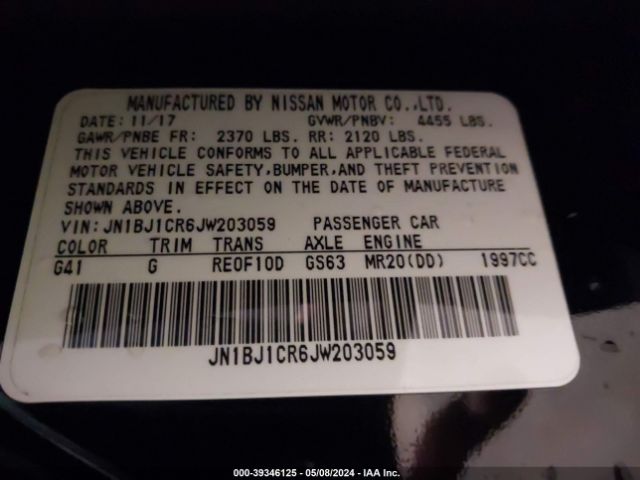 MANUFACTURED BY NISSAN MOTOR CO.,LTD.
DATE: 11/17 GVWR/PNBV: 4455 LBS.
GAWR/PNBE FR: 2370 LBS. RR: 2120 LBS.
THIS VEHICLE CONFORMS TO ALL APPLICABLE FEDERAL
MOTOR VEHICLE SAFETY,BUMPER,AND THEFT PREVENTION
STANDARDS IN EFFECT ON THE DATE OF MANUFACTURE
SHOWN ABOVE.
VIN:JN1BJ1CR6JW203059 PASSENGER CAR
COLOR TRIM TRANS AXLE ENGINE
G41 G RE0F10D GS63 MR20(DD) 1997CC
JN1BJ1CR6JW203059
000-39346125 - 05/08/2024 - IAA Inc.